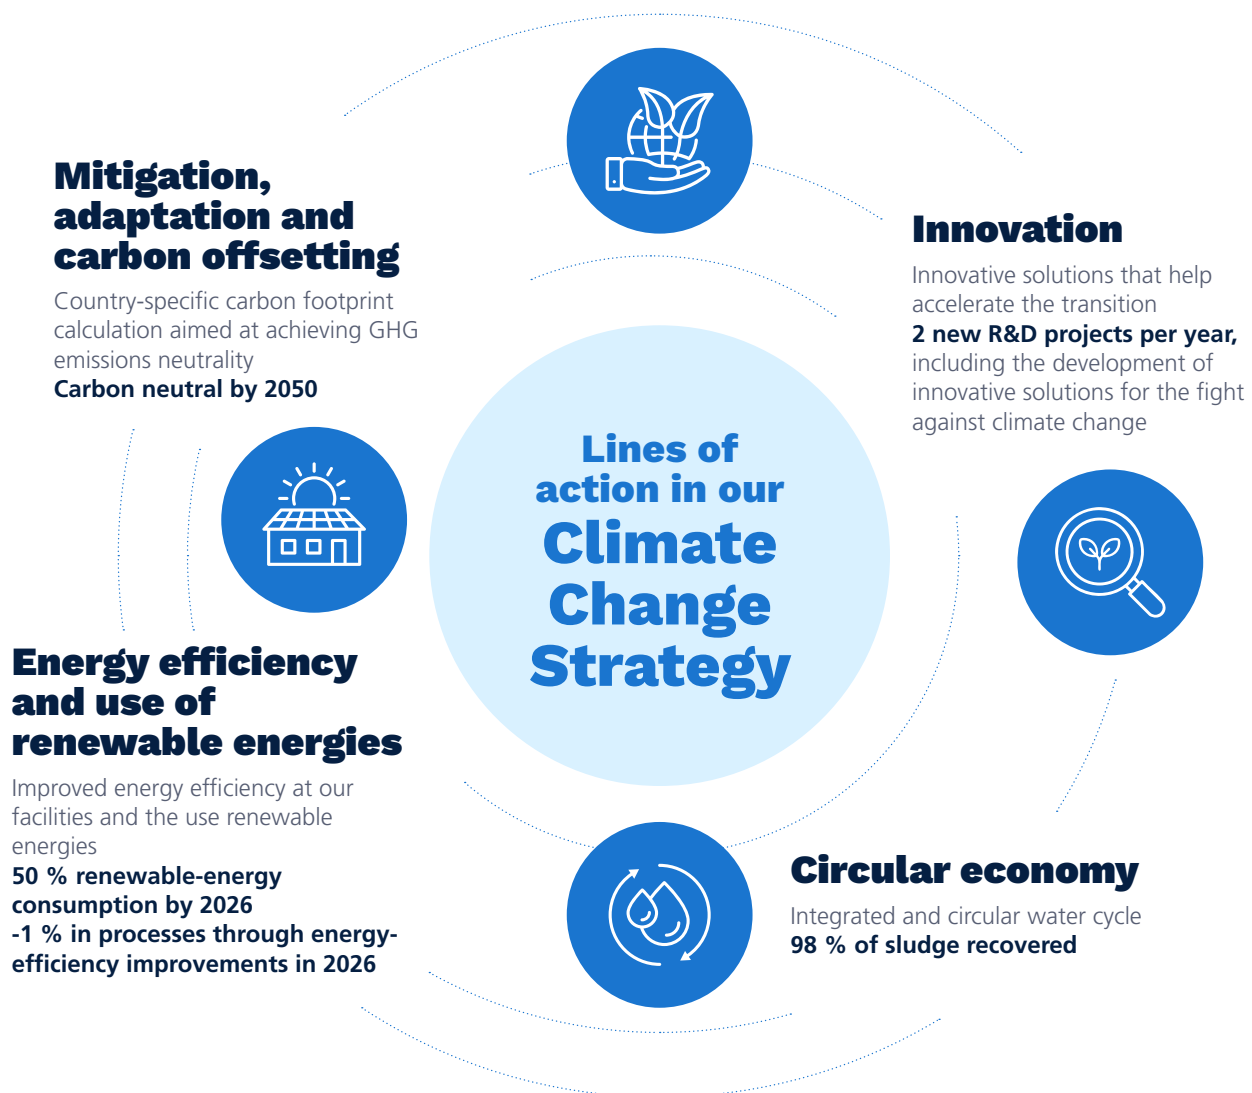 Mitigation,
adaptation and
carbon offsetting
Country-specific carbon footprint
calculation aimed at achieving GHG
emissions neutrality
Carbon neutral by 2050
Innovation
Innovative solutions that help
accelerate the transition
2 new R&D projects per year,
including the development of
innovative solutions for the fight
against climate change
Lines of
action in our
Climate
Change
Strategy
Energy efficiency
and use of
renewable energies
Improved energy efficiency at our
facilities and the use renewable
energies
50 % renewable-energy
consumption by 2026
-1 % in processes through energy-
efficiency improvements in 2026
Circular economy
Integrated and circular water cycle
98 % of sludge recovered